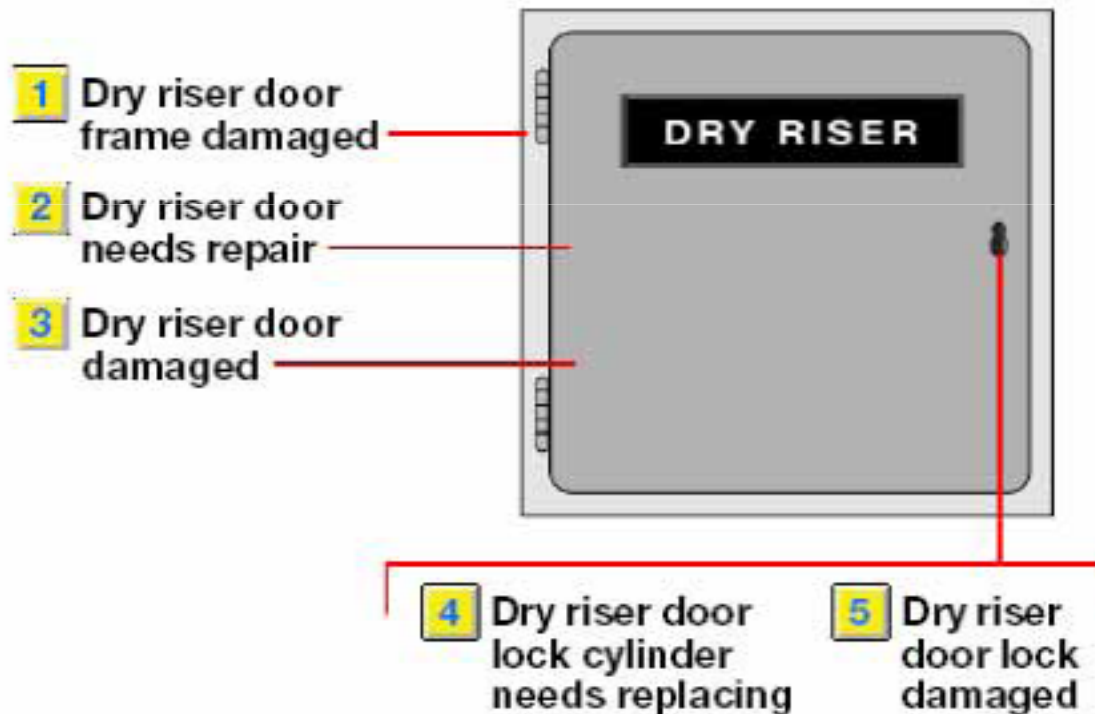 1 Dry riser door
frame damaged
DRY RISER
2 Dry riser door
needs repair
3 Dry riser door
damaged
4 Dry riser door
lock cylinder
needs replacing
5 Dry riser
door lock
damaged